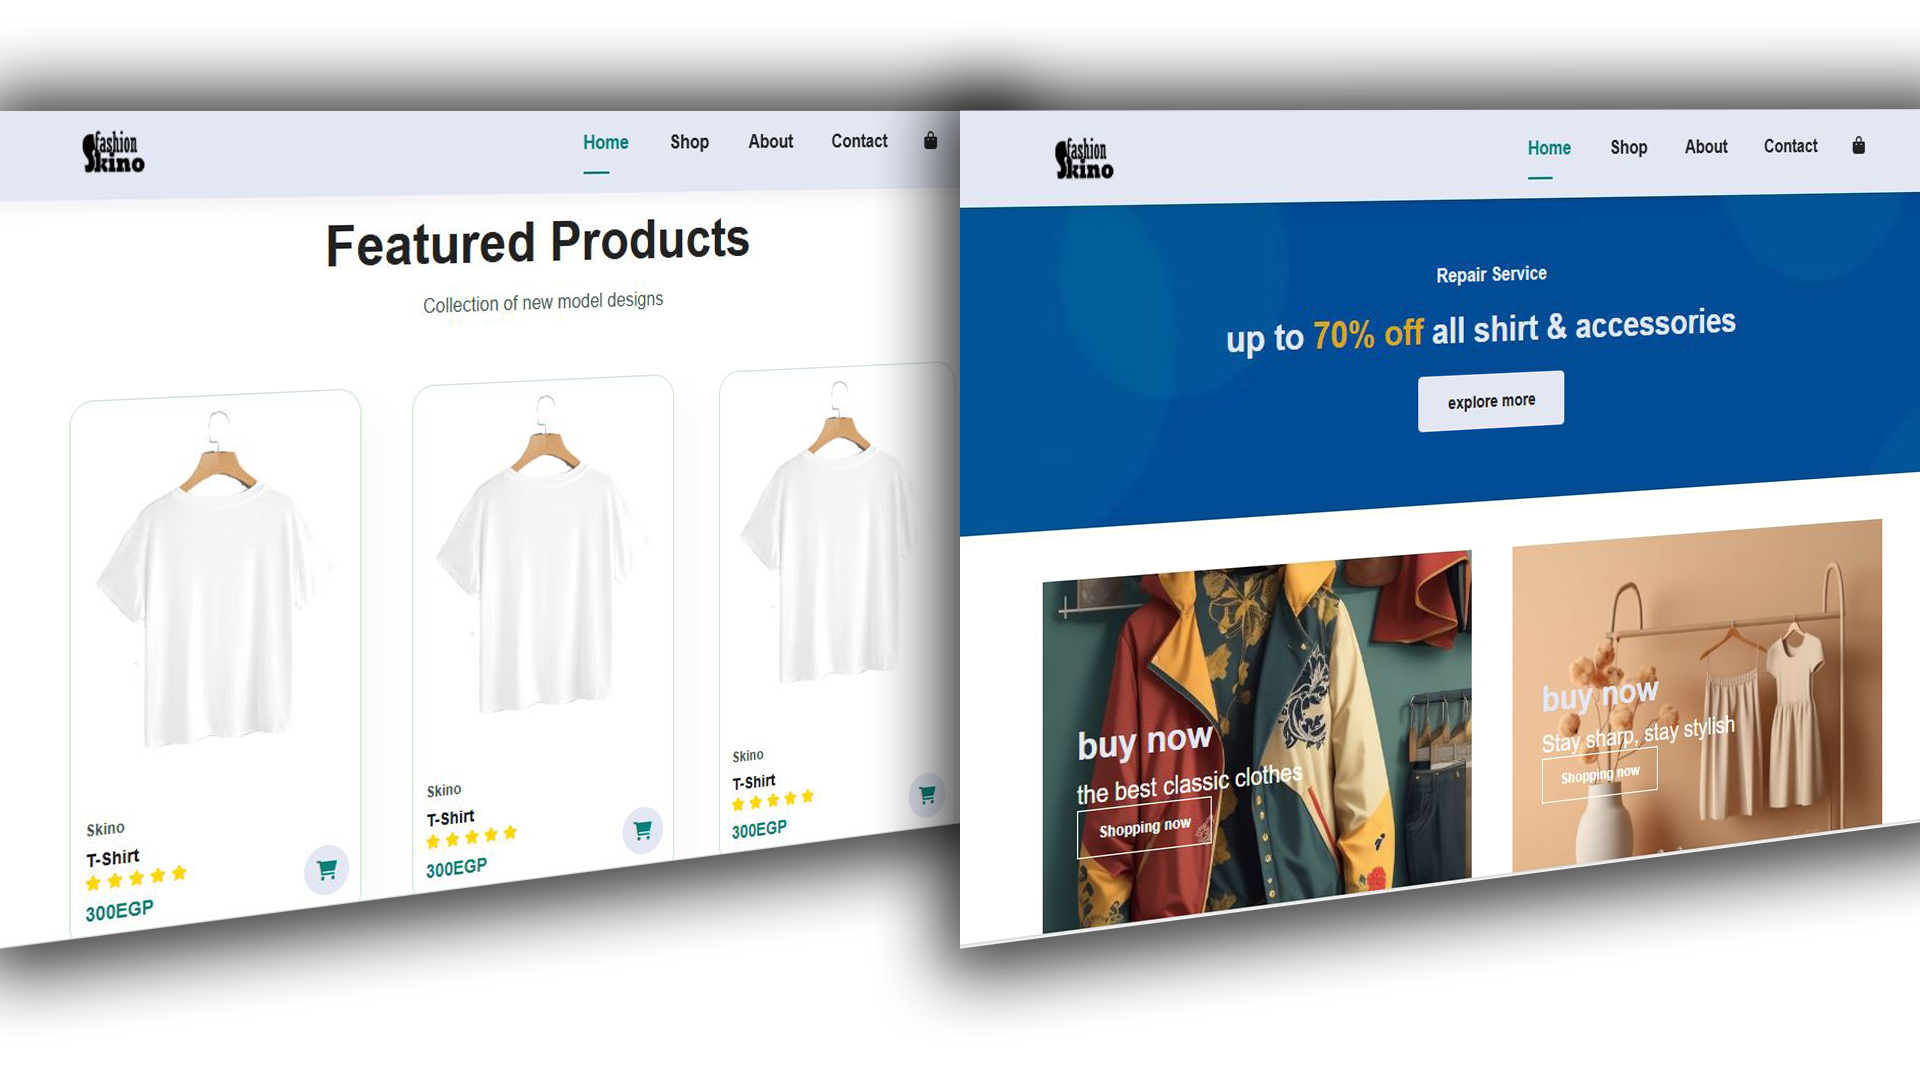 fashion
Skino
Home
Shop
About
Contact
Featured Products
Collection of new model designs
Skino
T-Shirt
300EGP
Skino
T-Shirt
300EGP
Skino
T-Shirt
300EGP
fashion
Skino
Home
Shop
About
Contact
Repair Service
up to 70% off all shirt & accessories
explore more
buy now
the best classic clothes
Shopping now
buy now
Stay sharp, stay stylish
Shopping now